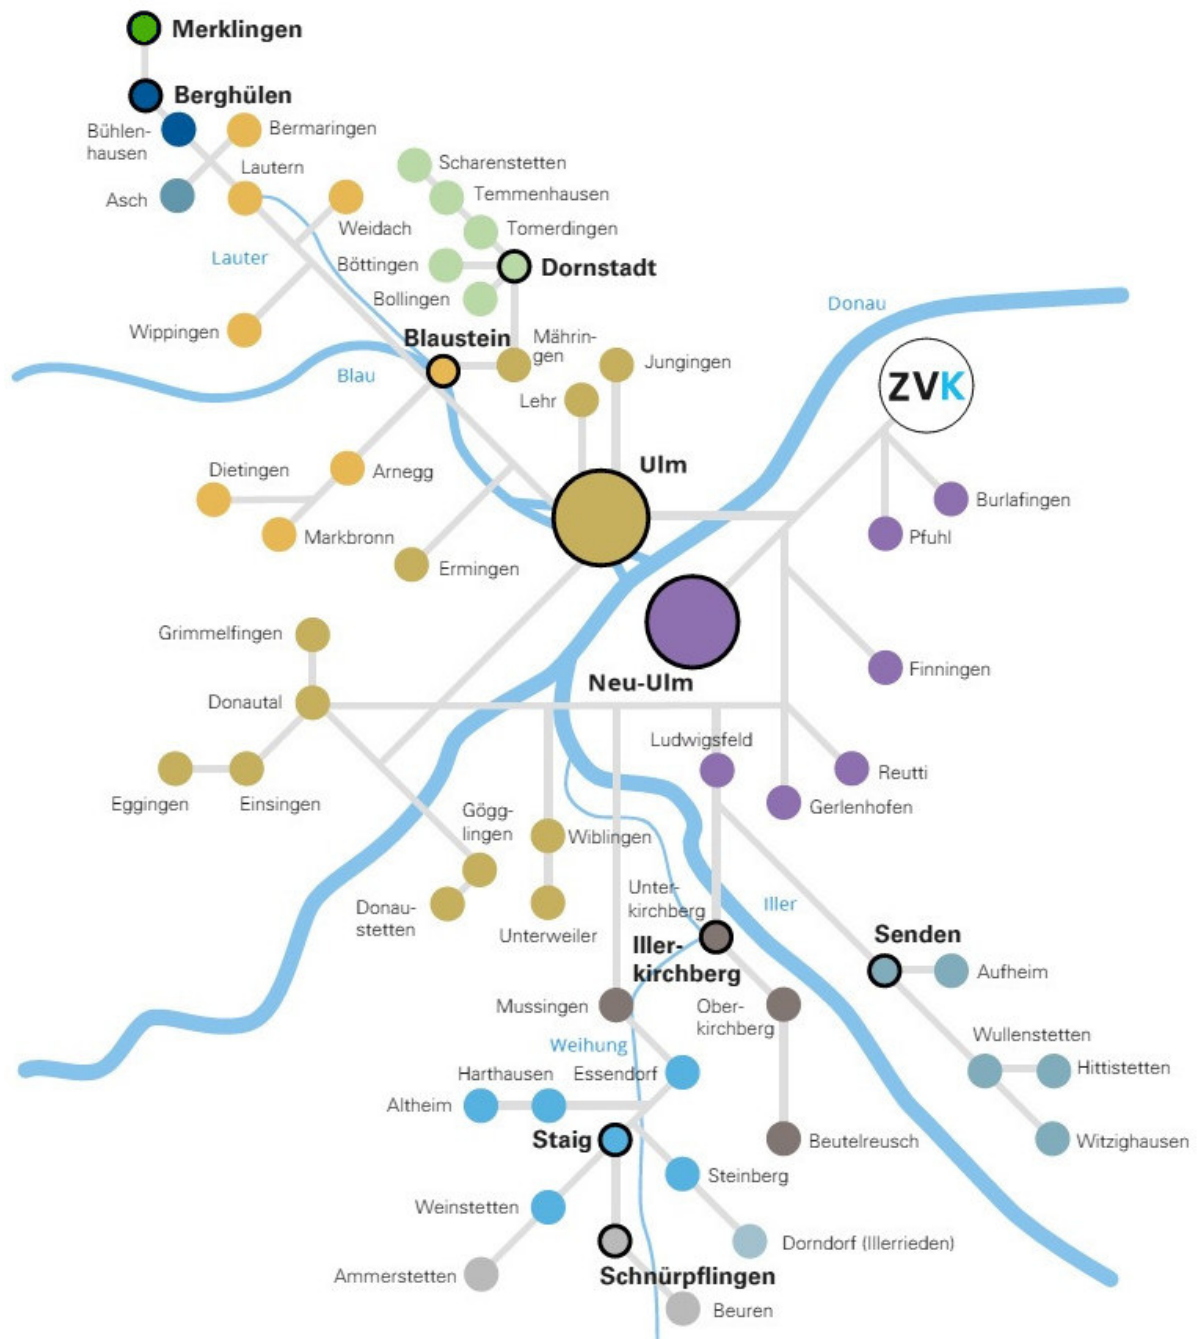 Merklingen
Berghülen
Bühlen-
hausen
Bermaringen
Lautern
Asch
Scharenstetten
Temmenhausen
Tomerdingen
Weidach
Lauter
Böttingen
Dornstadt
Bollingen
Donau
Wippingen
Blaustein
Mährin-
gen
Jungingen
Blau
Lehr
ZVK
Ulm
Dietingen
Arnegg
Burlafingen
Markbronn
Pfuhl
Ermingen
Grimmelfingen
Finningen
Neu-Ulm
Donautal
Ludwigsfeld
Reutti
Eggingen
Einsingen
Gerlenhofen
Gögg-
lingen
Wiblingen
Donau-
stetten
Unterweiler
Unter-
kirchberg
Iller
Iller-
kirchberg
Senden
Aufheim
Mussingen
Ober-
kirchberg
Weihung
Wullenstetten
Hittistetten
Harthausen
Essendorf
Altheim
Staig
Beutelreusch
Witzighausen
Steinberg
Weinstetten
Dorndorf (Illerrieden)
Ammerstetten
Schnürpflingen
Beuren